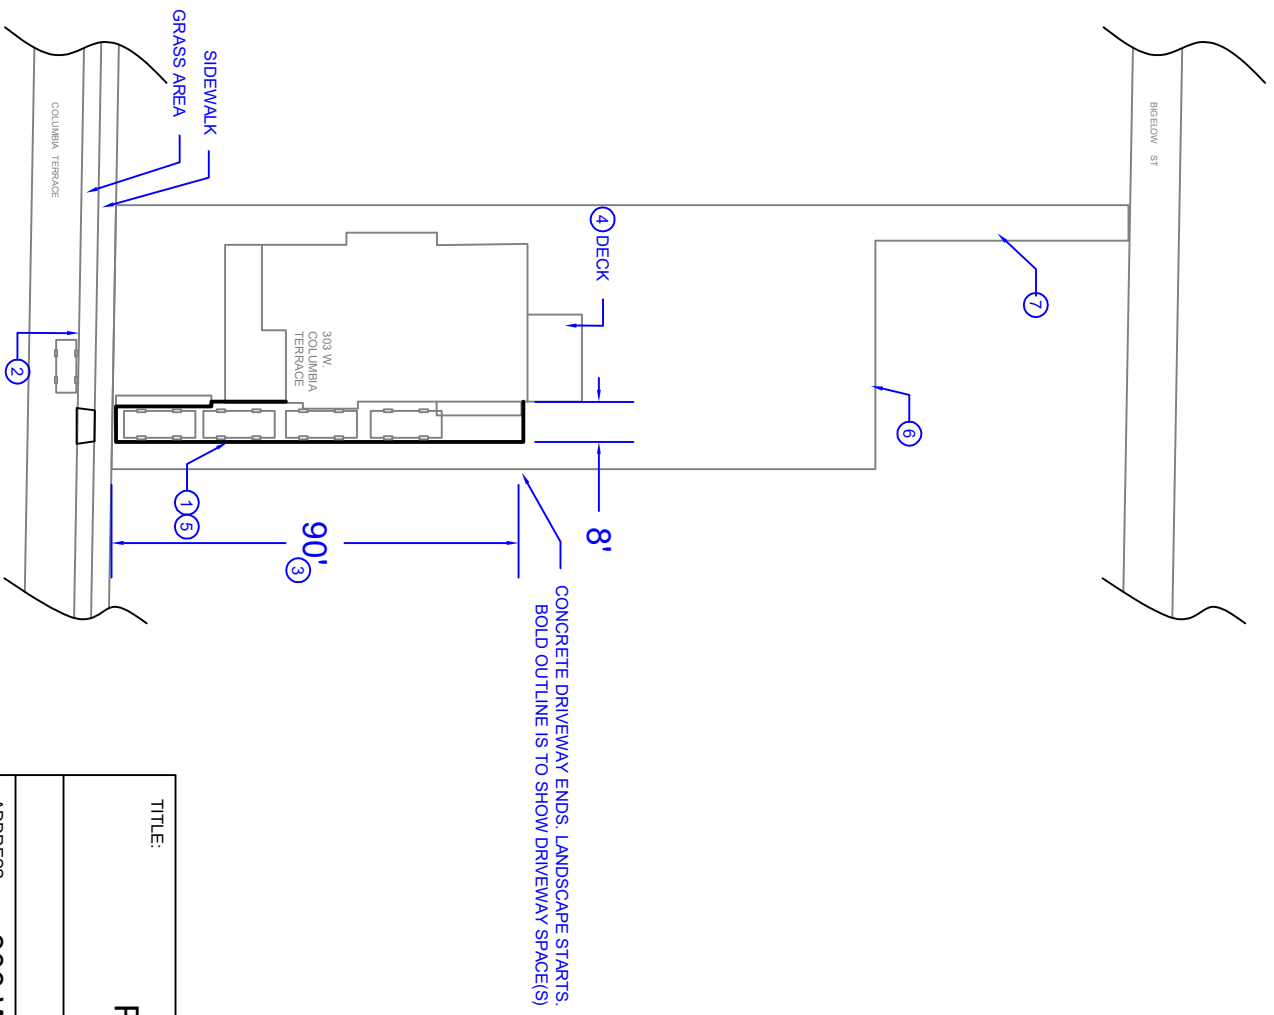 BIGELOW ST
7
6
4 DECK
8'
CONCRETE DRIVEWAY ENDS. LANDSCAPE STARTS.
BOLD OUTLINE IS TO SHOW DRIVEWAY SPACE(S)
303 W.
COLUMBIA
TERRACE
90'
3
SIDEWALK
GRASS AREA
1
5
COLUMBIA TERRACE
2
TITLE: